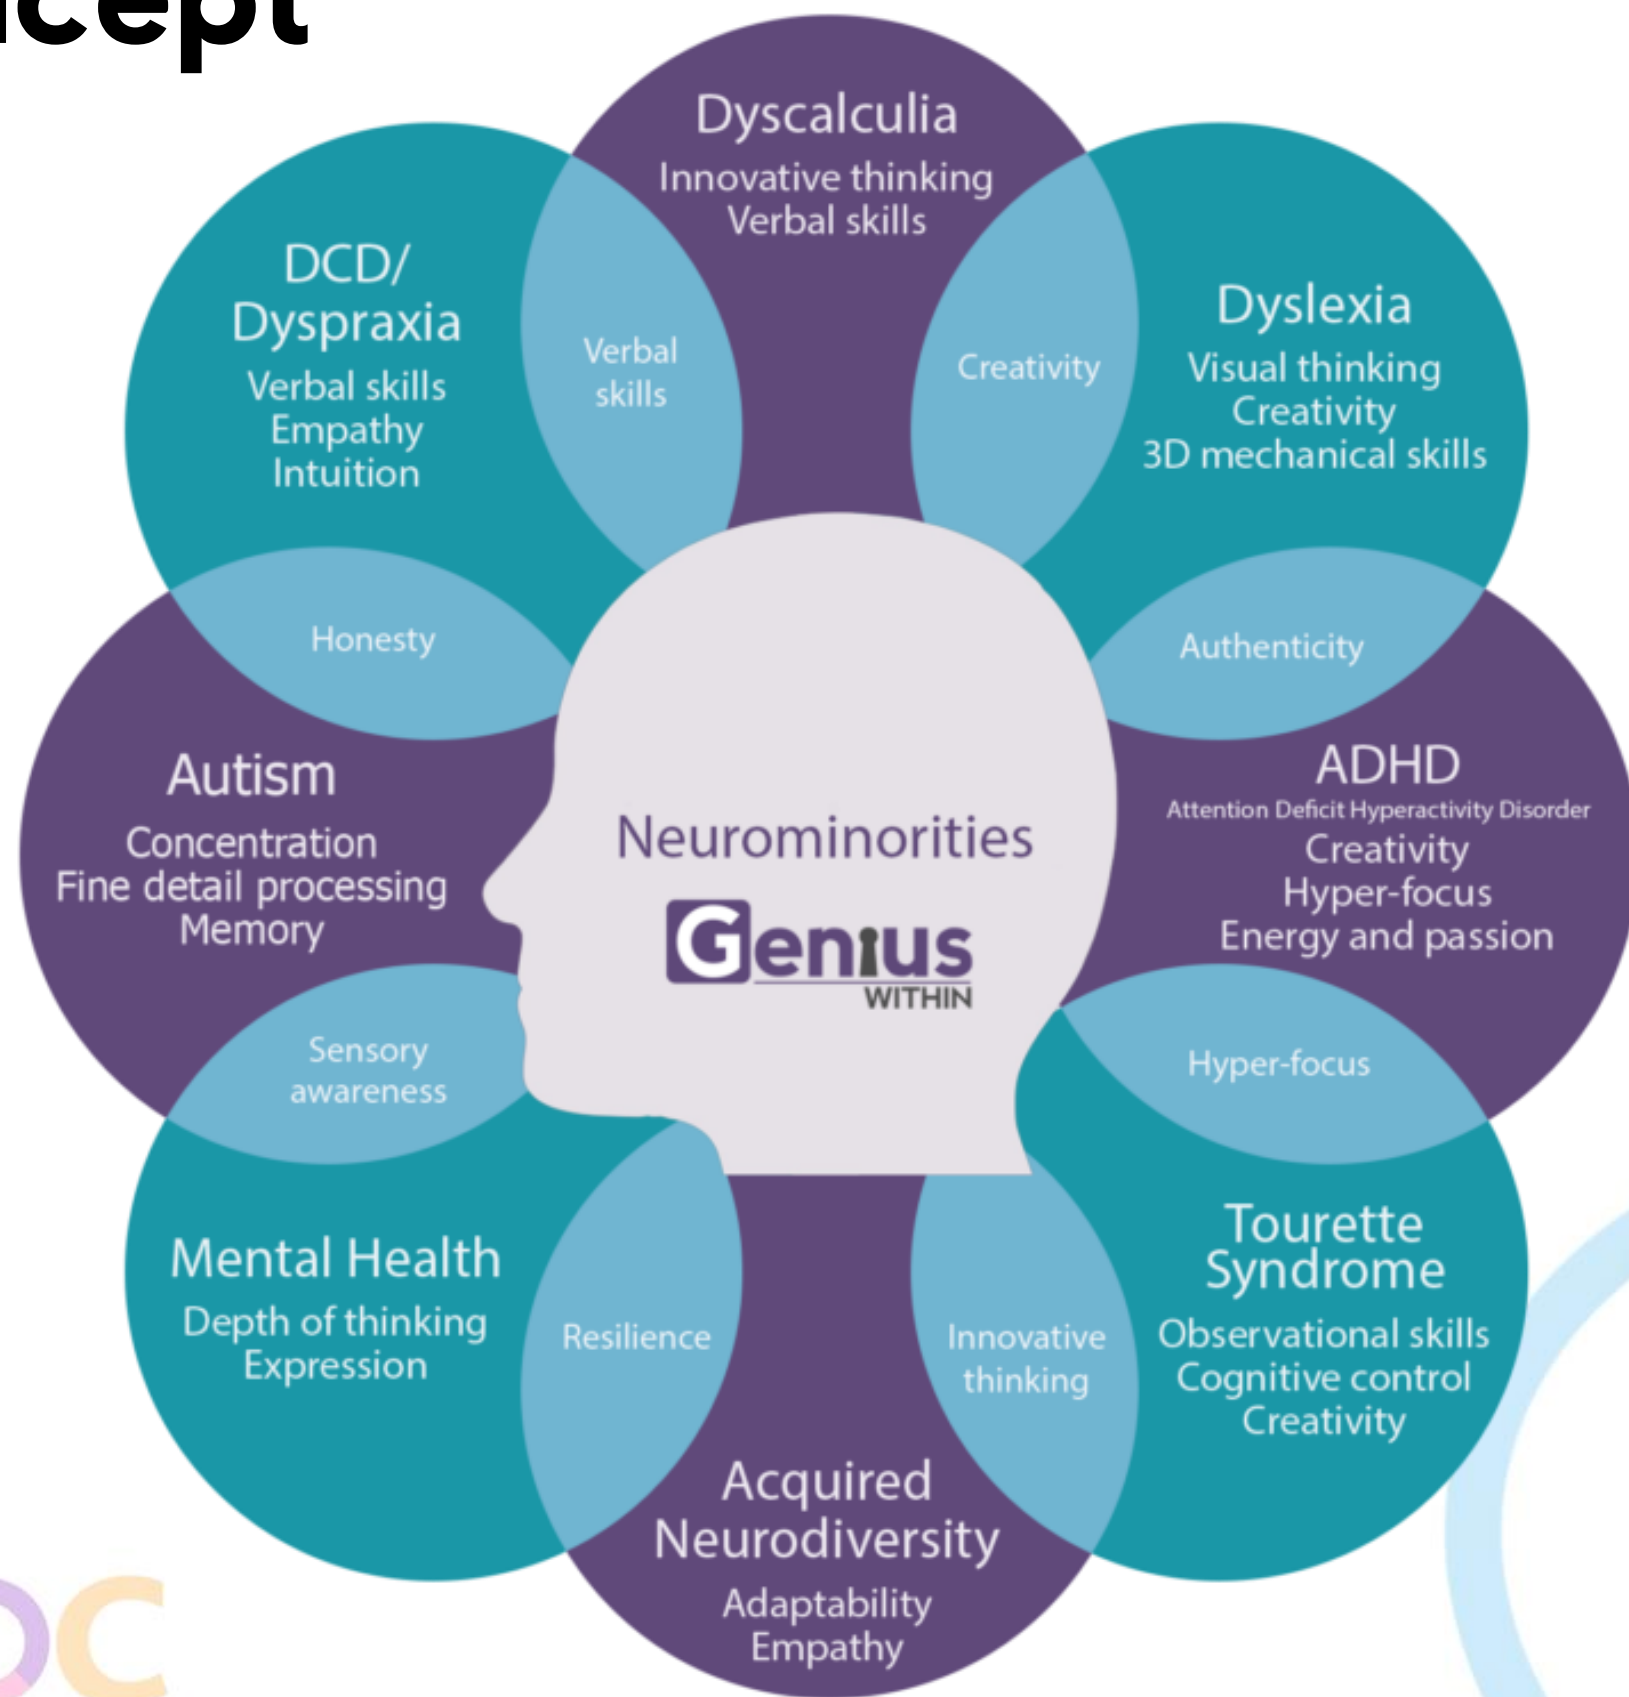 Dyscalculia
Innovative thinking
Verbal skills
DCD/
Dyspraxia
Verbal skills
Empathy
Intuition
Verbal
skills
Creativity
Dyslexia
Visual thinking
Creativity
3D mechanical skills
Honesty
Authenticity
Autism
Concentration
Fine detail processing
Memory
Neurominorities
Genius
WITHIN
ADHD
Attention Deficit Hyperactivity Disorder
Creativity
Hyper-focus
Energy and passion
Sensory
awareness
Hyper-focus
Mental Health
Depth of thinking
Expression
Resilience
Innovative
thinking
Tourette
Syndrome
Observational skills
Cognitive control
Creativity
Acquired
Neurodiversity
Adaptability
Empathy